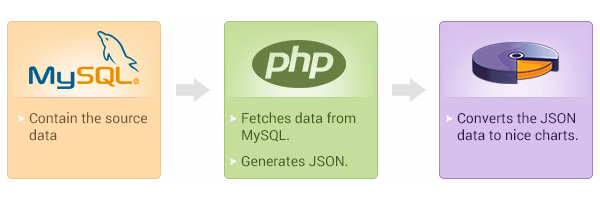 MySQL®
Contain the source
data
php
Fetches data from
MySQL.
Generates JSON.
Converts the JSON
data to nice charts.